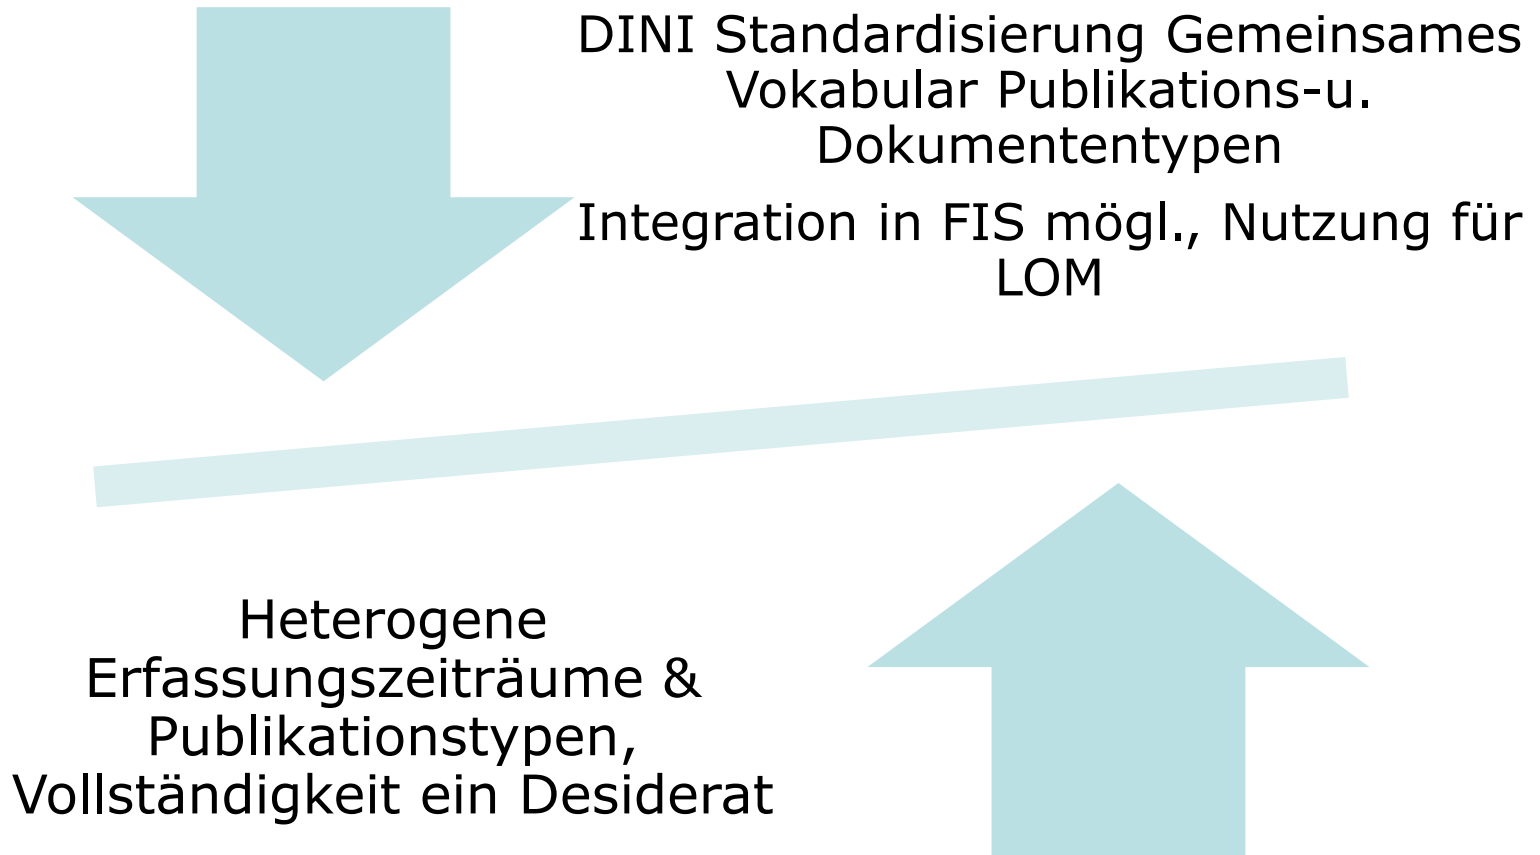 DINI Standardisierung Gemeinsames
Vokabular Publikations-u.
Dokumententypen
Integration in FIS mögl., Nutzung für
LOM
Heterogene
Erfassungszeiträume &
Publikationstypen,
Vollständigkeit ein Desiderat